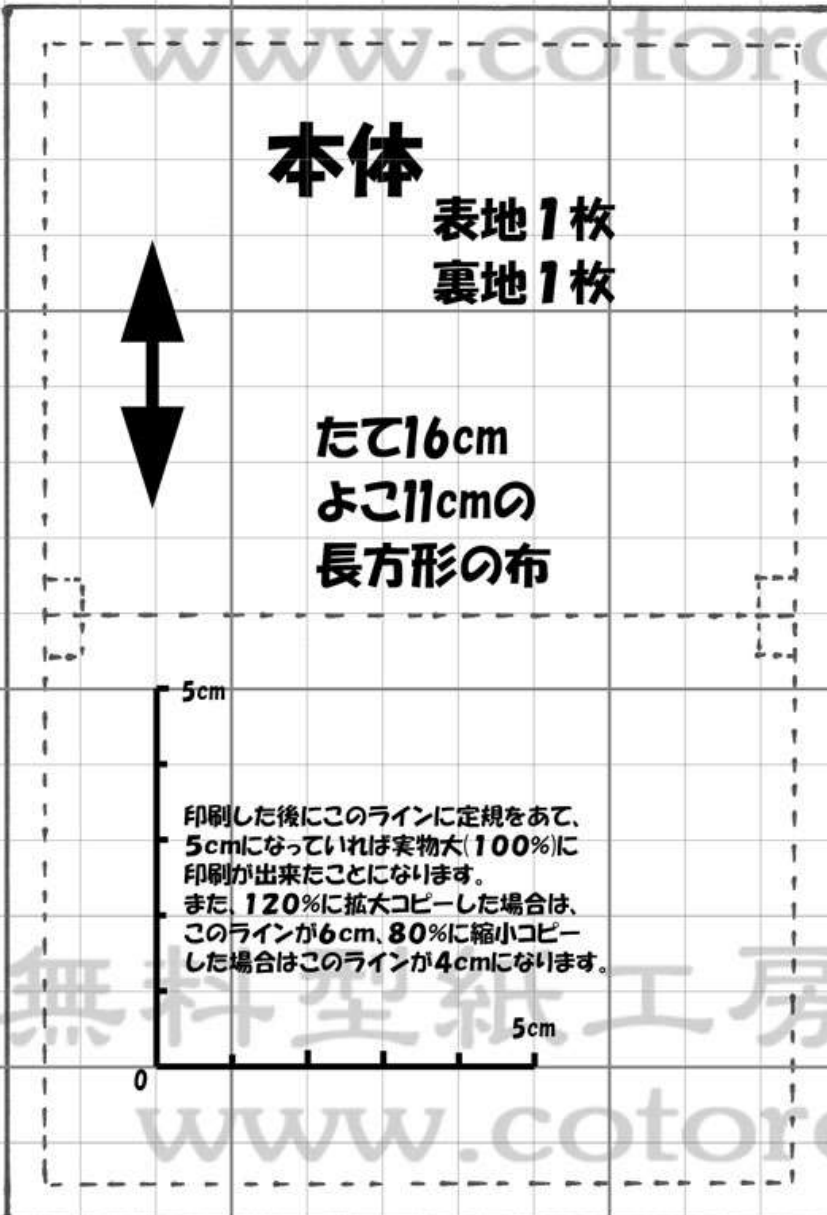 www.cotoro
本体
表地1枚
裏地1枚
たて16cm
よこ11cmの
長方形の布
5cm
印刷した後にこのラインに定規をあて、
5cmになっていれば実物大(100%)に
印刷が出来たことになります。
また、120%に拡大コピーした場合は、
このラインが6cm、80%に縮小コピー
した場合はこのラインが4cmになります。
無料型紙工房
5cm
0
www.cotoro